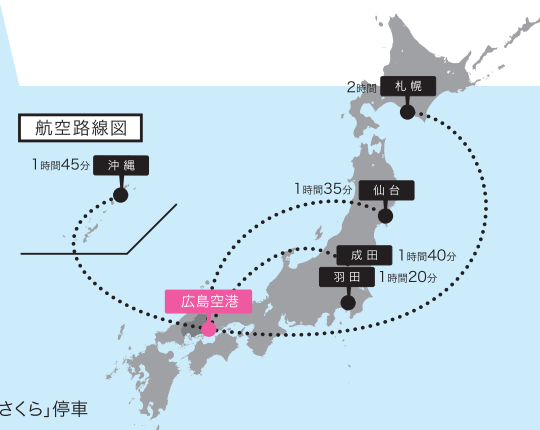 2時間
札幌
航空路線図
1時間45分
沖縄
1時間35分
仙台
成田
1時間40分
羽田
1時間20分
広島空港
さくら」停車